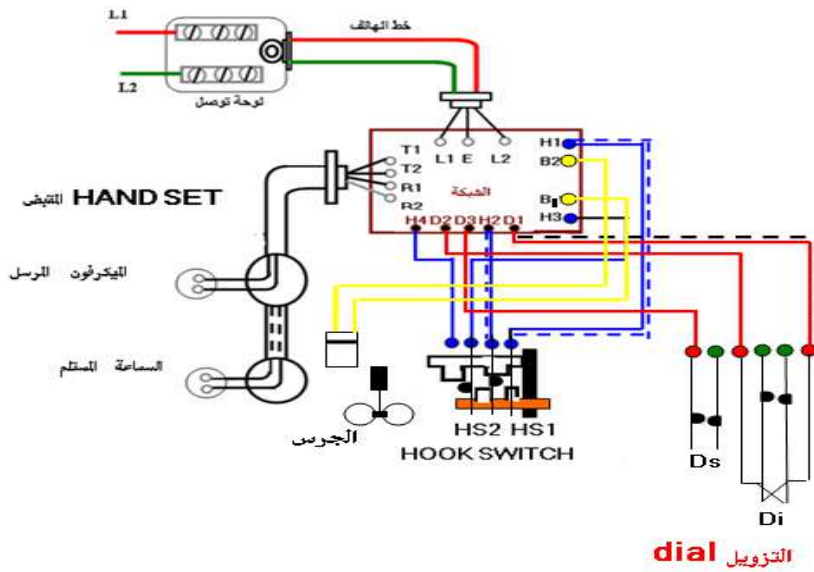 L1
خط الهاتف
L2
لوحة توصل
T1
T2
R1
R2
L1 E L2
H1
B2
الشبكة
B
H3
H4 D2 D3 H2 D1
المقبض HAND SET
الميكرفون المرسل
السماعة المستلم
الجرس
HS2 HS1
HOOK SWITCH
Ds
Di
dial التزويل